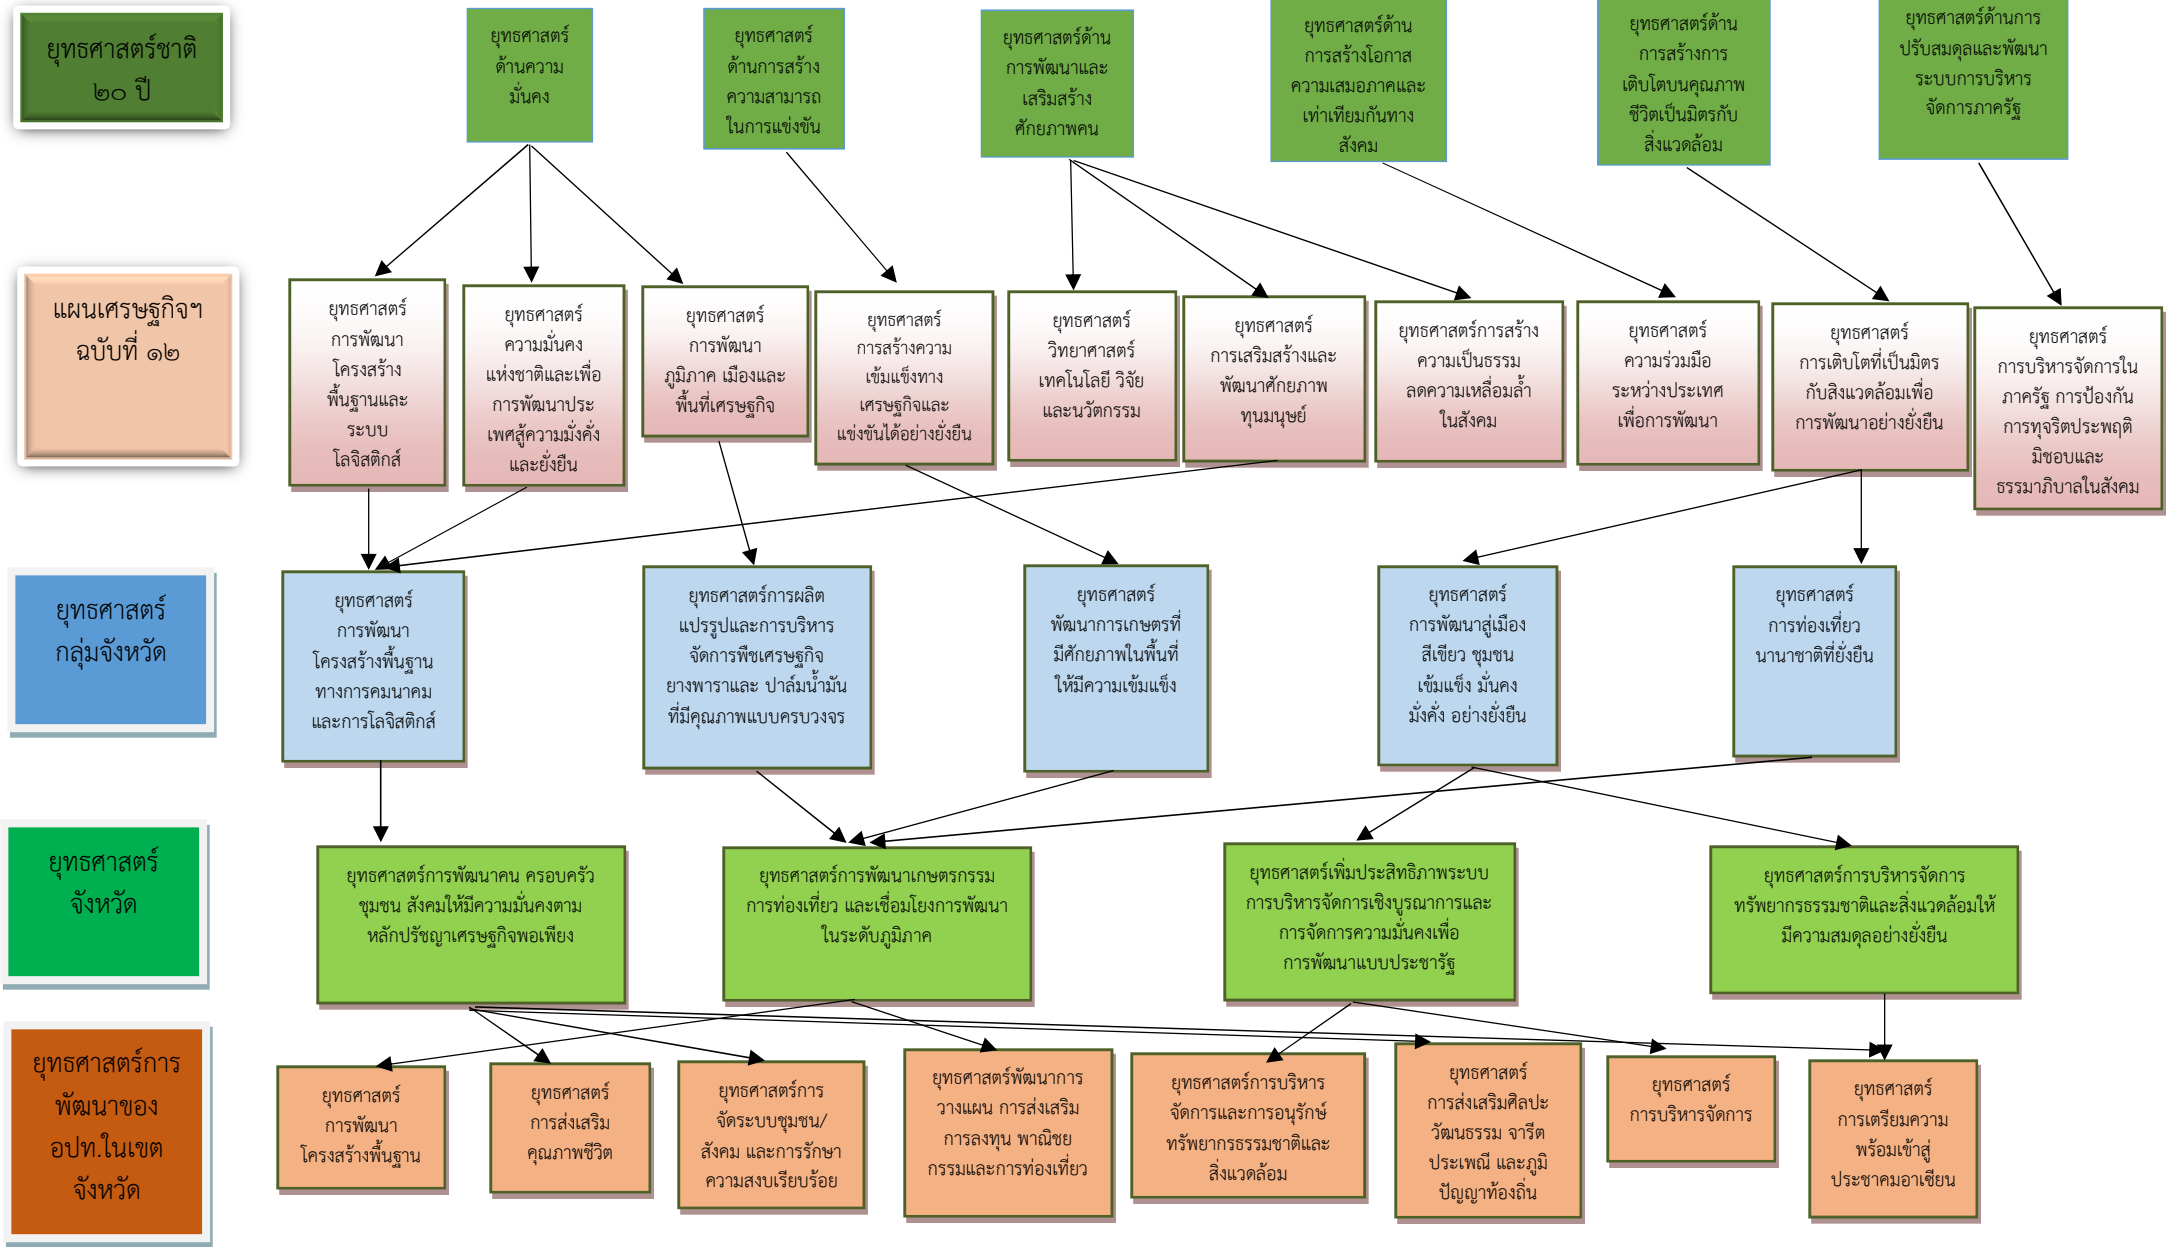 ยุทธศาสตร์ชาติ
๒๐ ปี
ยุทธศาสตร์
ด้านความ
มั่นคง
ยุทธศาสตร์
ด้านการสร้าง
ความสามารถ
ในการแข่งขัน
ยุทธศาสตร์ด้าน
การพัฒนาและ
เสริมสร้าง
ศักยภาพคน
ยุทธศาสตร์ด้าน
การสร้างโอกาส
ความเสมอภาคและ
เท่าเทียมกันทาง
สังคม
ยุทธศาสตร์ด้าน
การสร้างการ
เติบโตบนคุณภาพ
ชีวิตเป็นมิตรกับ
สิ่งแวดล้อม
ยุทธศาสตร์ด้านการ
ปรับสมดุลและพัฒนา
ระบบการบริหาร
จัดการภาครัฐ
แผนเศรษฐกิจฯ
ฉบับที่ ๑๒
ยุทธศาสตร์
การพัฒนา
โครงสร้าง
พื้นฐานและ
ระบบ
โลจิสติกส์
ยุทธศาสตร์
ความมั่นคง
แห่งชาติและเพื่อ
การพัฒนาประ
เพศสู้ความมั่งคั่ง
และยั่งยืน
ยุทธศาสตร์
การพัฒนา
ภูมิภาค เมืองและ
พื้นที่เศรษฐกิจ
ยุทธศาสตร์
การสร้างความ
เข้มแข็งทาง
เศรษฐกิจและ
แข่งขันได้อย่างยั่งยืน
ยุทธศาสตร์
วิทยาศาสตร์
เทคโนโลยี วิจัย
และนวัตกรรม
ยุทธศาสตร์
การเสริมสร้างและ
พัฒนาศักยภาพ
ทุนมนุษย์
ยุทธศาสตร์การสร้าง
ความเป็นธรรม
ลดความเหลื่อมล้ำ
ในสังคม
ยุทธศาสตร์
ความร่วมมือ
ระหว่างประเทศ
เพื่อการพัฒนา
ยุทธศาสตร์
การเติบโตที่เป็นมิตร
กับสิงแวดล้อมเพื่อ
การพัฒนาอย่างยั่งยืน
ยุทธศาสตร์
การบริหารจัดการใน
ภาครัฐ การป้องกัน
การทุจริตประพฤติ
มิชอบและ
ธรรมาภิบาลในสังคม
ยุทธศาสตร์
กลุ่มจังหวัด
ยุทธศาสตร์
การพัฒนา
โครงสร้างพื้นฐาน
ทางการคมนาคม
และการโลจิสติกส์
ยุทธศาสตร์การผลิต
แปรรูปและการบริหาร
จัดการพืชเศรษฐกิจ
ยางพาราและ ปาล์มน้ำมัน
ที่มีคุณภาพแบบครบวงจร
ยุทธศาสตร์
พัฒนาการเกษตรที่
มีศักยภาพในพื้นที่
ให้มีความเข้มแข็ง
ยุทธศาสตร์
การพัฒนาสู่เมือง
สีเขียว ชุมชน
เข้มแข็ง มั่นคง
มั่งคั่ง อย่างยั่งยืน
ยุทธศาสตร์
การท่องเที่ยว
นานาชาติที่ยั่งยืน
ยุทธศาสตร์
จังหวัด
ยุทธศาสตร์การพัฒนาคน ครอบครัว
ชุมชน สังคมให้มีความมั่นคงตาม
หลักปรัชญาเศรษฐกิจพอเพียง
ยุทธศาสตร์การพัฒนาเกษตรกรรม
การท่องเที่ยว และเชื่อมโยงการพัฒนา
ในระดับภูมิภาค
ยุทธศาสตร์เพิ่มประสิทธิภาพระบบ
การบริหารจัดการเชิงบูรณาการและ
การจัดการความมั่นคงเพื่อ
การพัฒนาแบบประชารัฐ
ยุทธศาสตร์การบริหารจัดการ
ทรัพยากรธรรมชาติและสิ่งแวดล้อมให้
มีความสมดุลอย่างยั่งยืน
ยุทธศาสตร์การ
พัฒนาของ
อปท.ในเขต
จังหวัด
ยุทธศาสตร์
การพัฒนา
โครงสร้างพื้นฐาน
ยุทธศาสตร์
การส่งเสริม
คุณภาพชีวิต
ยุทธศาสตร์การ
จัดระบบชุมชน/
สังคม และการรักษา
ความสงบเรียบร้อย
ยุทธศาสตร์พัฒนาการ
วางแผน การส่งเสริม
การลงทุน พาณิชย
กรรมและการท่องเที่ยว
ยุทธศาสตร์การบริหาร
จัดการและการอนุรักษ์
ทรัพยากรธรรมชาติและ
สิ่งแวดล้อม
ยุทธศาสตร์
การส่งเสริมศิลปะ
วัฒนธรรม จารีต
ประเพณี และภูมิ
ปัญญาท้องถิ่น
ยุทธศาสตร์
การบริหารจัดการ
ยุทธศาสตร์
การเตรียมความ
พร้อมเข้าสู่
ประชาคมอาเซียน